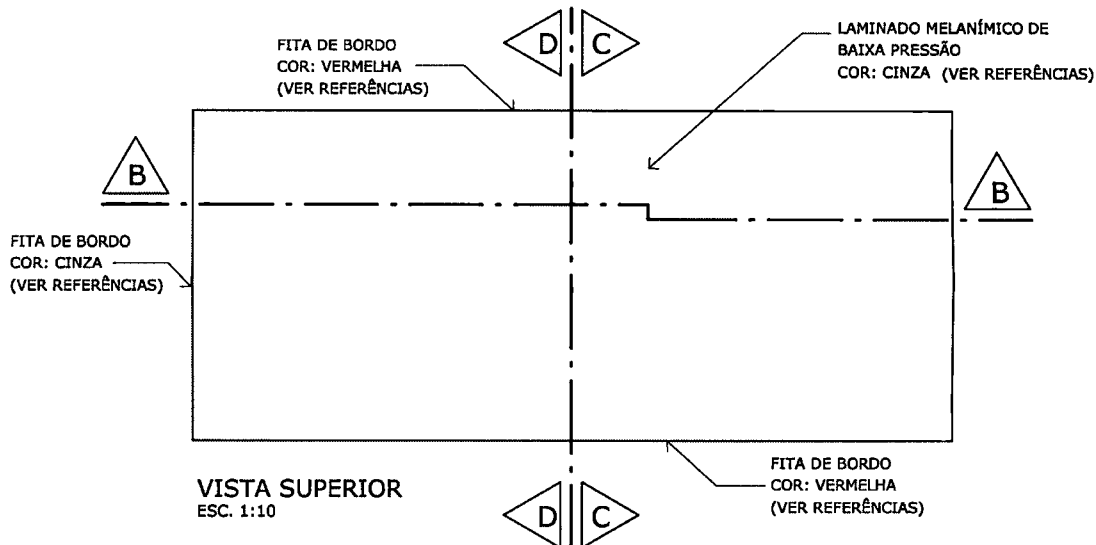 D C
FITA DE BORDO
COR: VERMELHA
(VER REFERÊNCIAS)
LAMINADO MELANÍMICO DE
BAIXA PRESSÃO
COR: CINZA (VER REFERÊNCIAS)
B
B
FITA DE BORDO
COR: CINZA
(VER REFERÊNCIAS)
VISTA SUPERIOR
ESC. 1:10
FITA DE BORDO
COR: VERMELHA
(VER REFERÊNCIAS)
D C